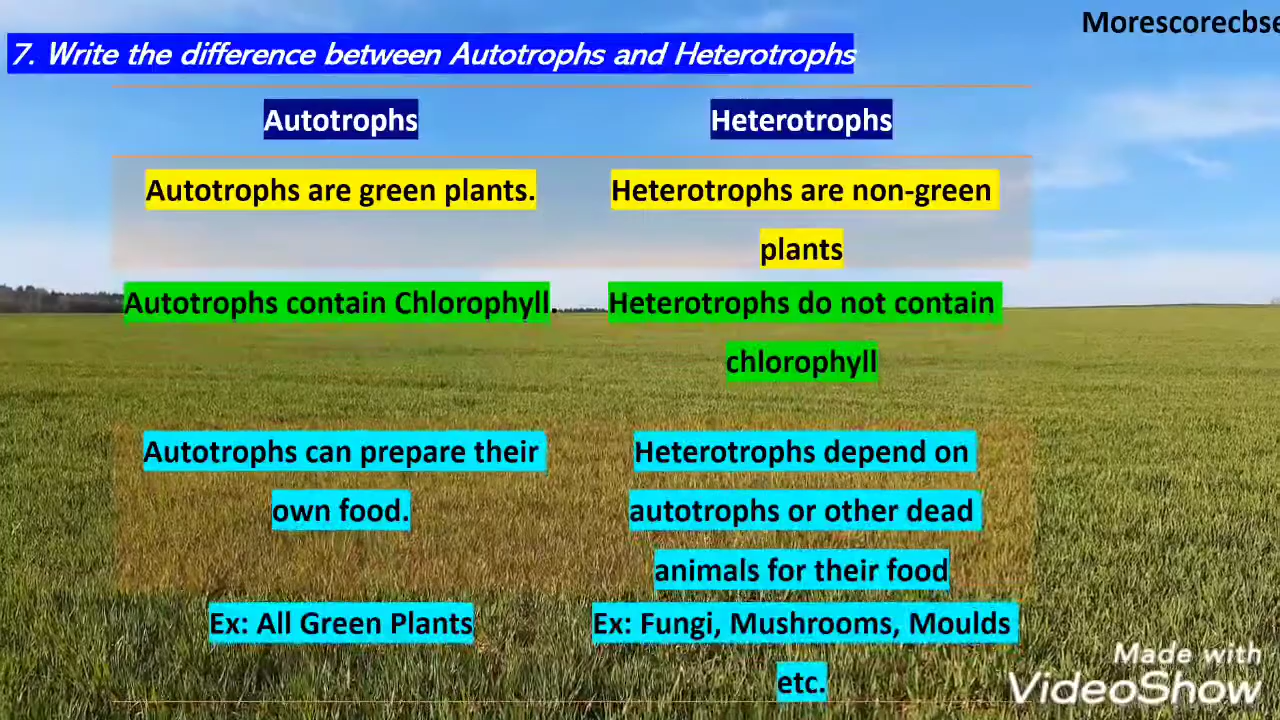 Morescorecbse
7. Write the difference between Autotrophs and Heterotrophs
Autotrophs
Heterotrophs
Autotrophs are green plants.
Heterotrophs are non-green
plants
Autotrophs contain Chlorophyll.
Heterotrophs do not contain
chlorophyll
Autotrophs can prepare their
own food.
Heterotrophs depend on
autotrophs or other dead
animals for their food
Ex: All Green Plants
Ex: Fungi, Mushrooms, Moulds
etc.
Made with
VideoShow